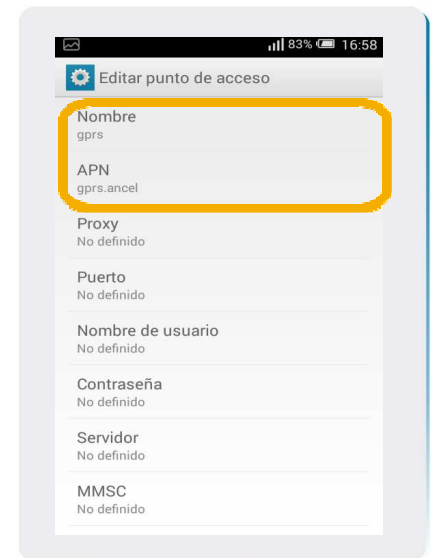 83% 16:58
Editar punto de acceso
Nombre
gprs
APN
gprs.ancel
Proxy
No definido
Puerto
No definido
Nombre de usuario
No definido
Contraseña
No definido
Servidor
No definido
MMSC
No definido